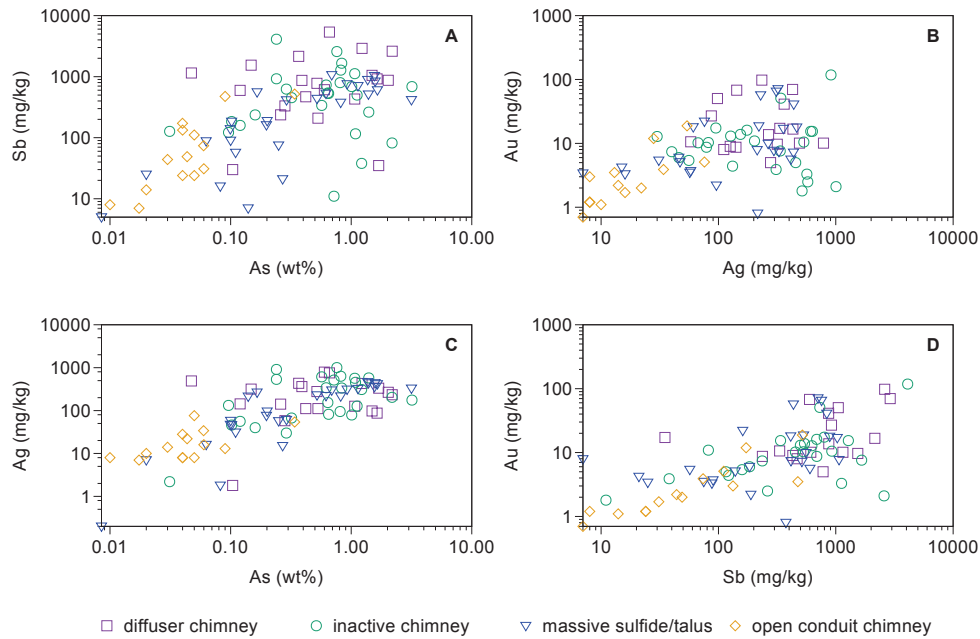 A
Sb (mg/kg)
10000
1000
100
10
0.01 0.10 1.00 10.00
As (wt%)
B
Au (mg/kg)
1000
100
10
1
10 100 1000 10000
Ag (mg/kg)
C
Ag (mg/kg)
10000
1000
100
10
1
0.01 0.10 1.00 10.00
As (wt%)
D
Au (mg/kg)
1000
100
10
1
10 100 1000 10000
Sb (mg/kg)
diffuser chimney inactive chimney massive sulfide/talus open conduit chimney